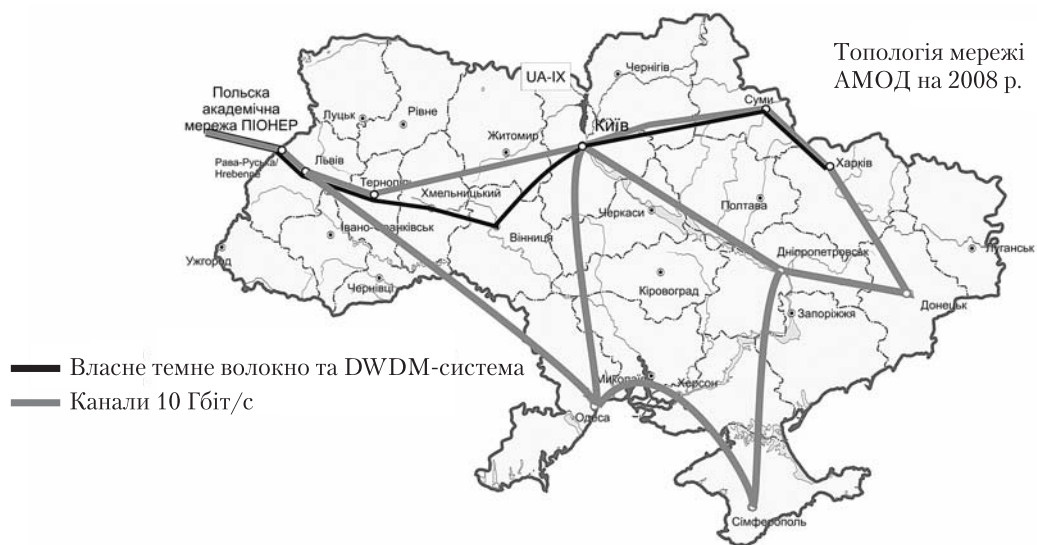 Топологія мережі
АМОД на 2008 р.
UA-IX
Чернігів
Польска
академічна
мережа ПІОНЕР
Луцьк
Рівне
Суми
Київ
Житомир
Рава-Руська/
Hrebenne
Львів
Харків
Тернопіль
Хмельницький
Черкаси
Полтава
Івано-Франківськ
Вінниця
Ужгород
Дніпропетровськ
Луганськ
Чернівці
Кіровоград
Донецьк
Запоріжжя
Власне темне волокно та DWDM-система
Миколаїв
Херсон
Канали 10 Гбіт/с
Одеса
Сімферополь